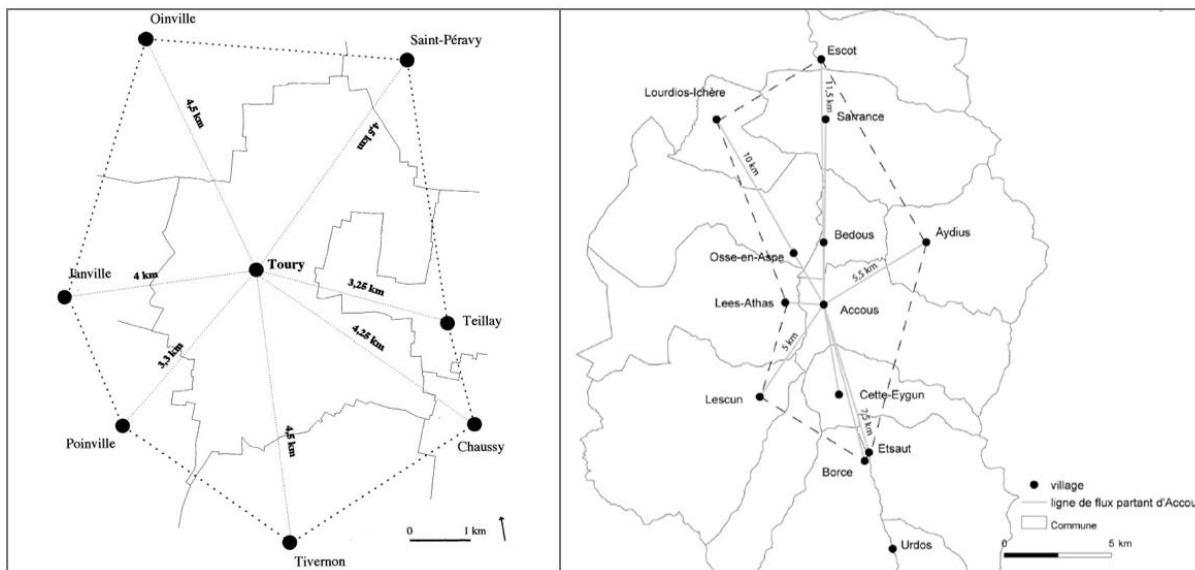 Oinville
Saint-Péravy
4,5 km
4,5 km
Toury
Janville
4 km
3,25 km
Teillay
4,25 km
3,3 km
Poinville
4,5 km
Chaussy
Tivernon
0 1 km
Escot
Lourdios-Ichère
11,5 km
Sarrance
10 km
Bedous
Aydius
Osse-en-Aspe
5,5 km
Lees-Athas
Accous
5 km
Lescun
Cette-Eygun
7,5 km
Etsaut
Borce
village
ligne de flux partant d'Accou
Commune
Urdos
0 5 km